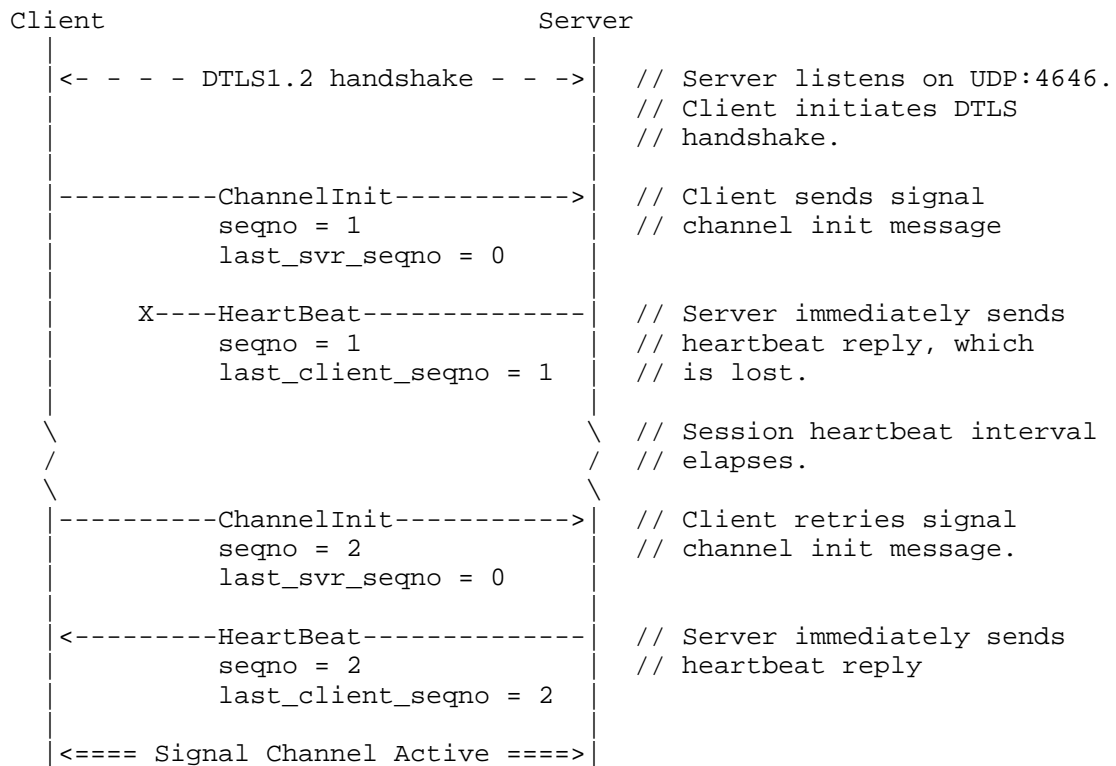 Client                          Server
<- - - - DTLS1.2 handshake - - -> // Server listens on UDP:4646.
// Client initiates DTLS
// handshake.
----------ChannelInit-----------> // Client sends signal
seqno = 1 // channel init message
last_svr_seqno = 0
X----HeartBeat-------------- // Server immediately sends
seqno = 1 // heartbeat reply, which
last_client_seqno = 1 // is lost.
// Session heartbeat interval
// elapses.
----------ChannelInit-----------> // Client retries signal
seqno = 2 // channel init message.
last_svr_seqno = 0
<---------HeartBeat-------------- // Server immediately sends
seqno = 2 // heartbeat reply
last_client_seqno = 2
<==== Signal Channel Active ====>